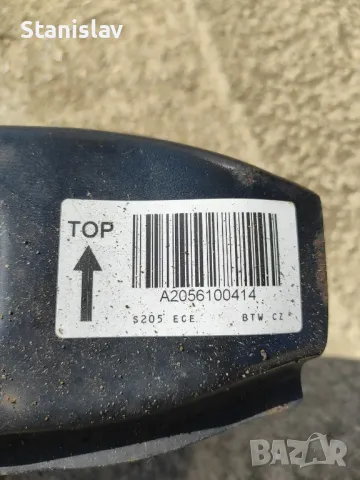 Stanislav
TOP
A2056100414
S205 ECE BTW CZ
BAZAR